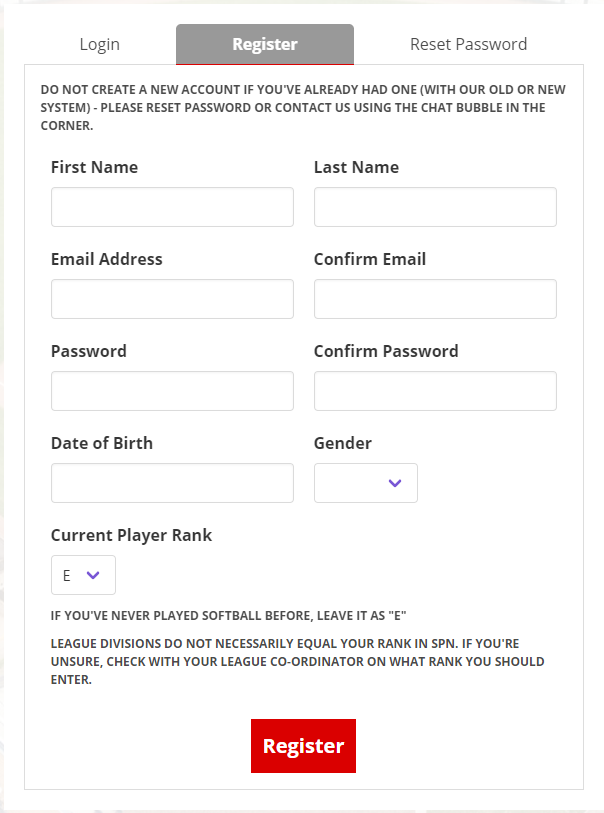 Login Register Reset Password
DO NOT CREATE A NEW ACCOUNT IF YOU'VE ALREADY HAD ONE (WITH OUR OLD OR NEW
SYSTEM) - PLEASE RESET PASSWORD OR CONTACT US USING THE CHAT BUBBLE IN THE
CORNER.
First Name Last Name
Email Address Confirm Email
Password Confirm Password
Date of Birth Gender
Current Player Rank
E
IF YOU'VE NEVER PLAYED SOFTBALL BEFORE, LEAVE IT AS "E"
LEAGUE DIVISIONS DO NOT NECESSARILY EQUAL YOUR RANK IN SPN. IF YOU'RE
UNSURE, CHECK WITH YOUR LEAGUE CO-ORDINATOR ON WHAT RANK YOU SHOULD
ENTER.
Register